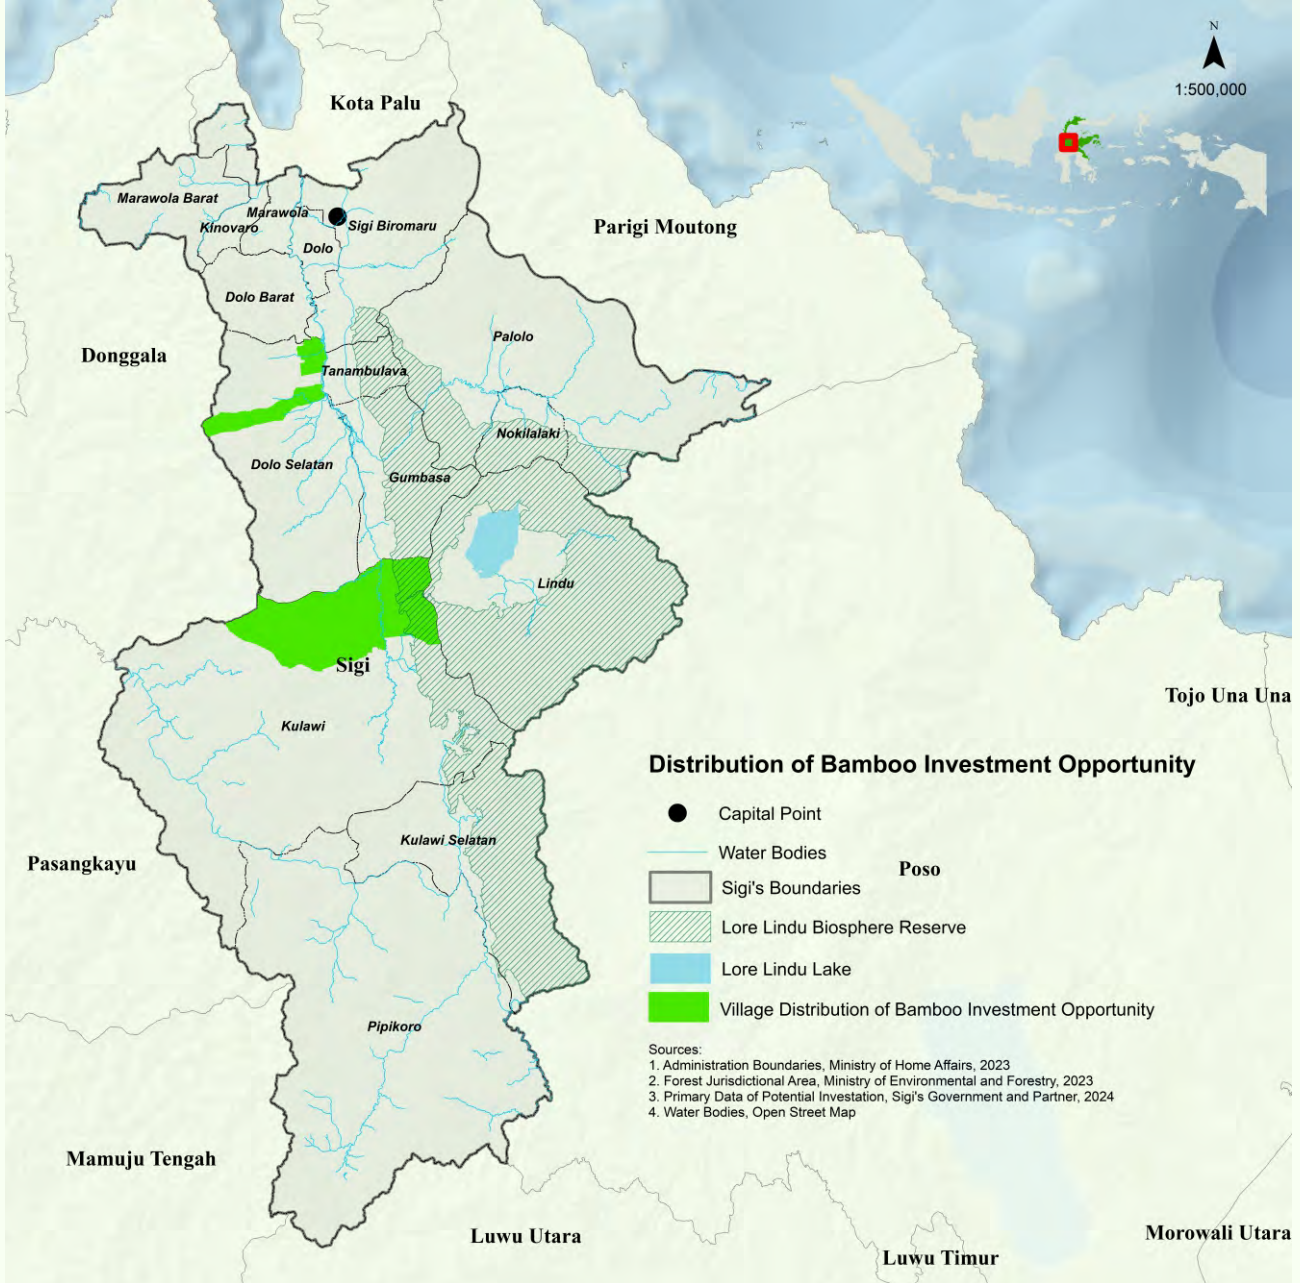 N
1:500,000
Kota Palu
Parigi Moutong
Marawola Barat
Kinovaro
Marawola
Sigi Biromaru
Dolo
Dolo Barat
Donggala
Palolo
Tanambulava
Nokilalaki
Dolo Selatan
Gumbasa
Lindu
Sigi
Tojo Una Una
Kulawi
Distribution of Bamboo Investment Opportunity
Capital Point
Water Bodies
Sigi's Boundaries
Lore Lindu Biosphere Reserve
Lore Lindu Lake
Village Distribution of Bamboo Investment Opportunity
Poso
Kulawi Selatan
Pasangkayu
Pipikoro
Sources:
1. Administration Boundaries, Ministry of Home Affairs, 2023
2. Forest Jurisdictional Area, Ministry of Environmental and Forestry, 2023
3. Primary Data of Potential Investation, Sigi's Government and Partner, 2024
4. Water Bodies, Open Street Map
Mamuju Tengah
Luwu Utara
Luwu Timur
Morowali Utara